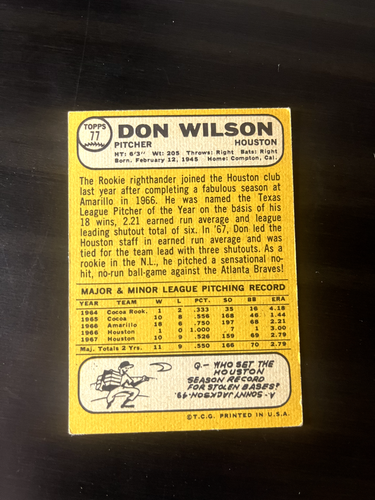 TOPPS
77
DON WILSON
PITCHER HOUSTON
HT: 6'3" WT: 205 Throws: Right Bats: Right
Born. February 12, 1945 Home: Compton, Cal.
The Rookie righthander joined the Houston club
last year after completing a fabulous season at
Amarillo in 1966. He was named the Texas
League Pitcher of the Year on the basis of his
18 wins, 2.21 earned run average and league
leading shutout total of six. In '67, Don led the
Houston staff in earned run average and was
tied for the team lead with three shutouts. As a
rookie in the N.L., he pitched a sensational no-
hit, no-run ball-game against the Atlanta Braves!
MAJOR & MINOR LEAGUE PITCHING RECORD
YEAR TEAM W L PCT. SO BB ERA
1964 Cocoa Rook. 1 2 .333 35 16 4.18
1965 Cocoa 10 8 .556 168 46 1.44
1966 Amarillo 18 6 .750 197 68 2.21
1966 Houston 1 0 1.000 7 1 3.00
1967 Houston 10 9 .526 159 69 2.79
Maj. Totals 2 Yrs. 11 9 .550 166 70 2.79
Q- WHO SET THE
HOUSTON
SEASON RECORD
FOR STOLEN BASES?
A- SONNY JACKSON-49.
©T.C.G. PRINTED IN U.S.A.